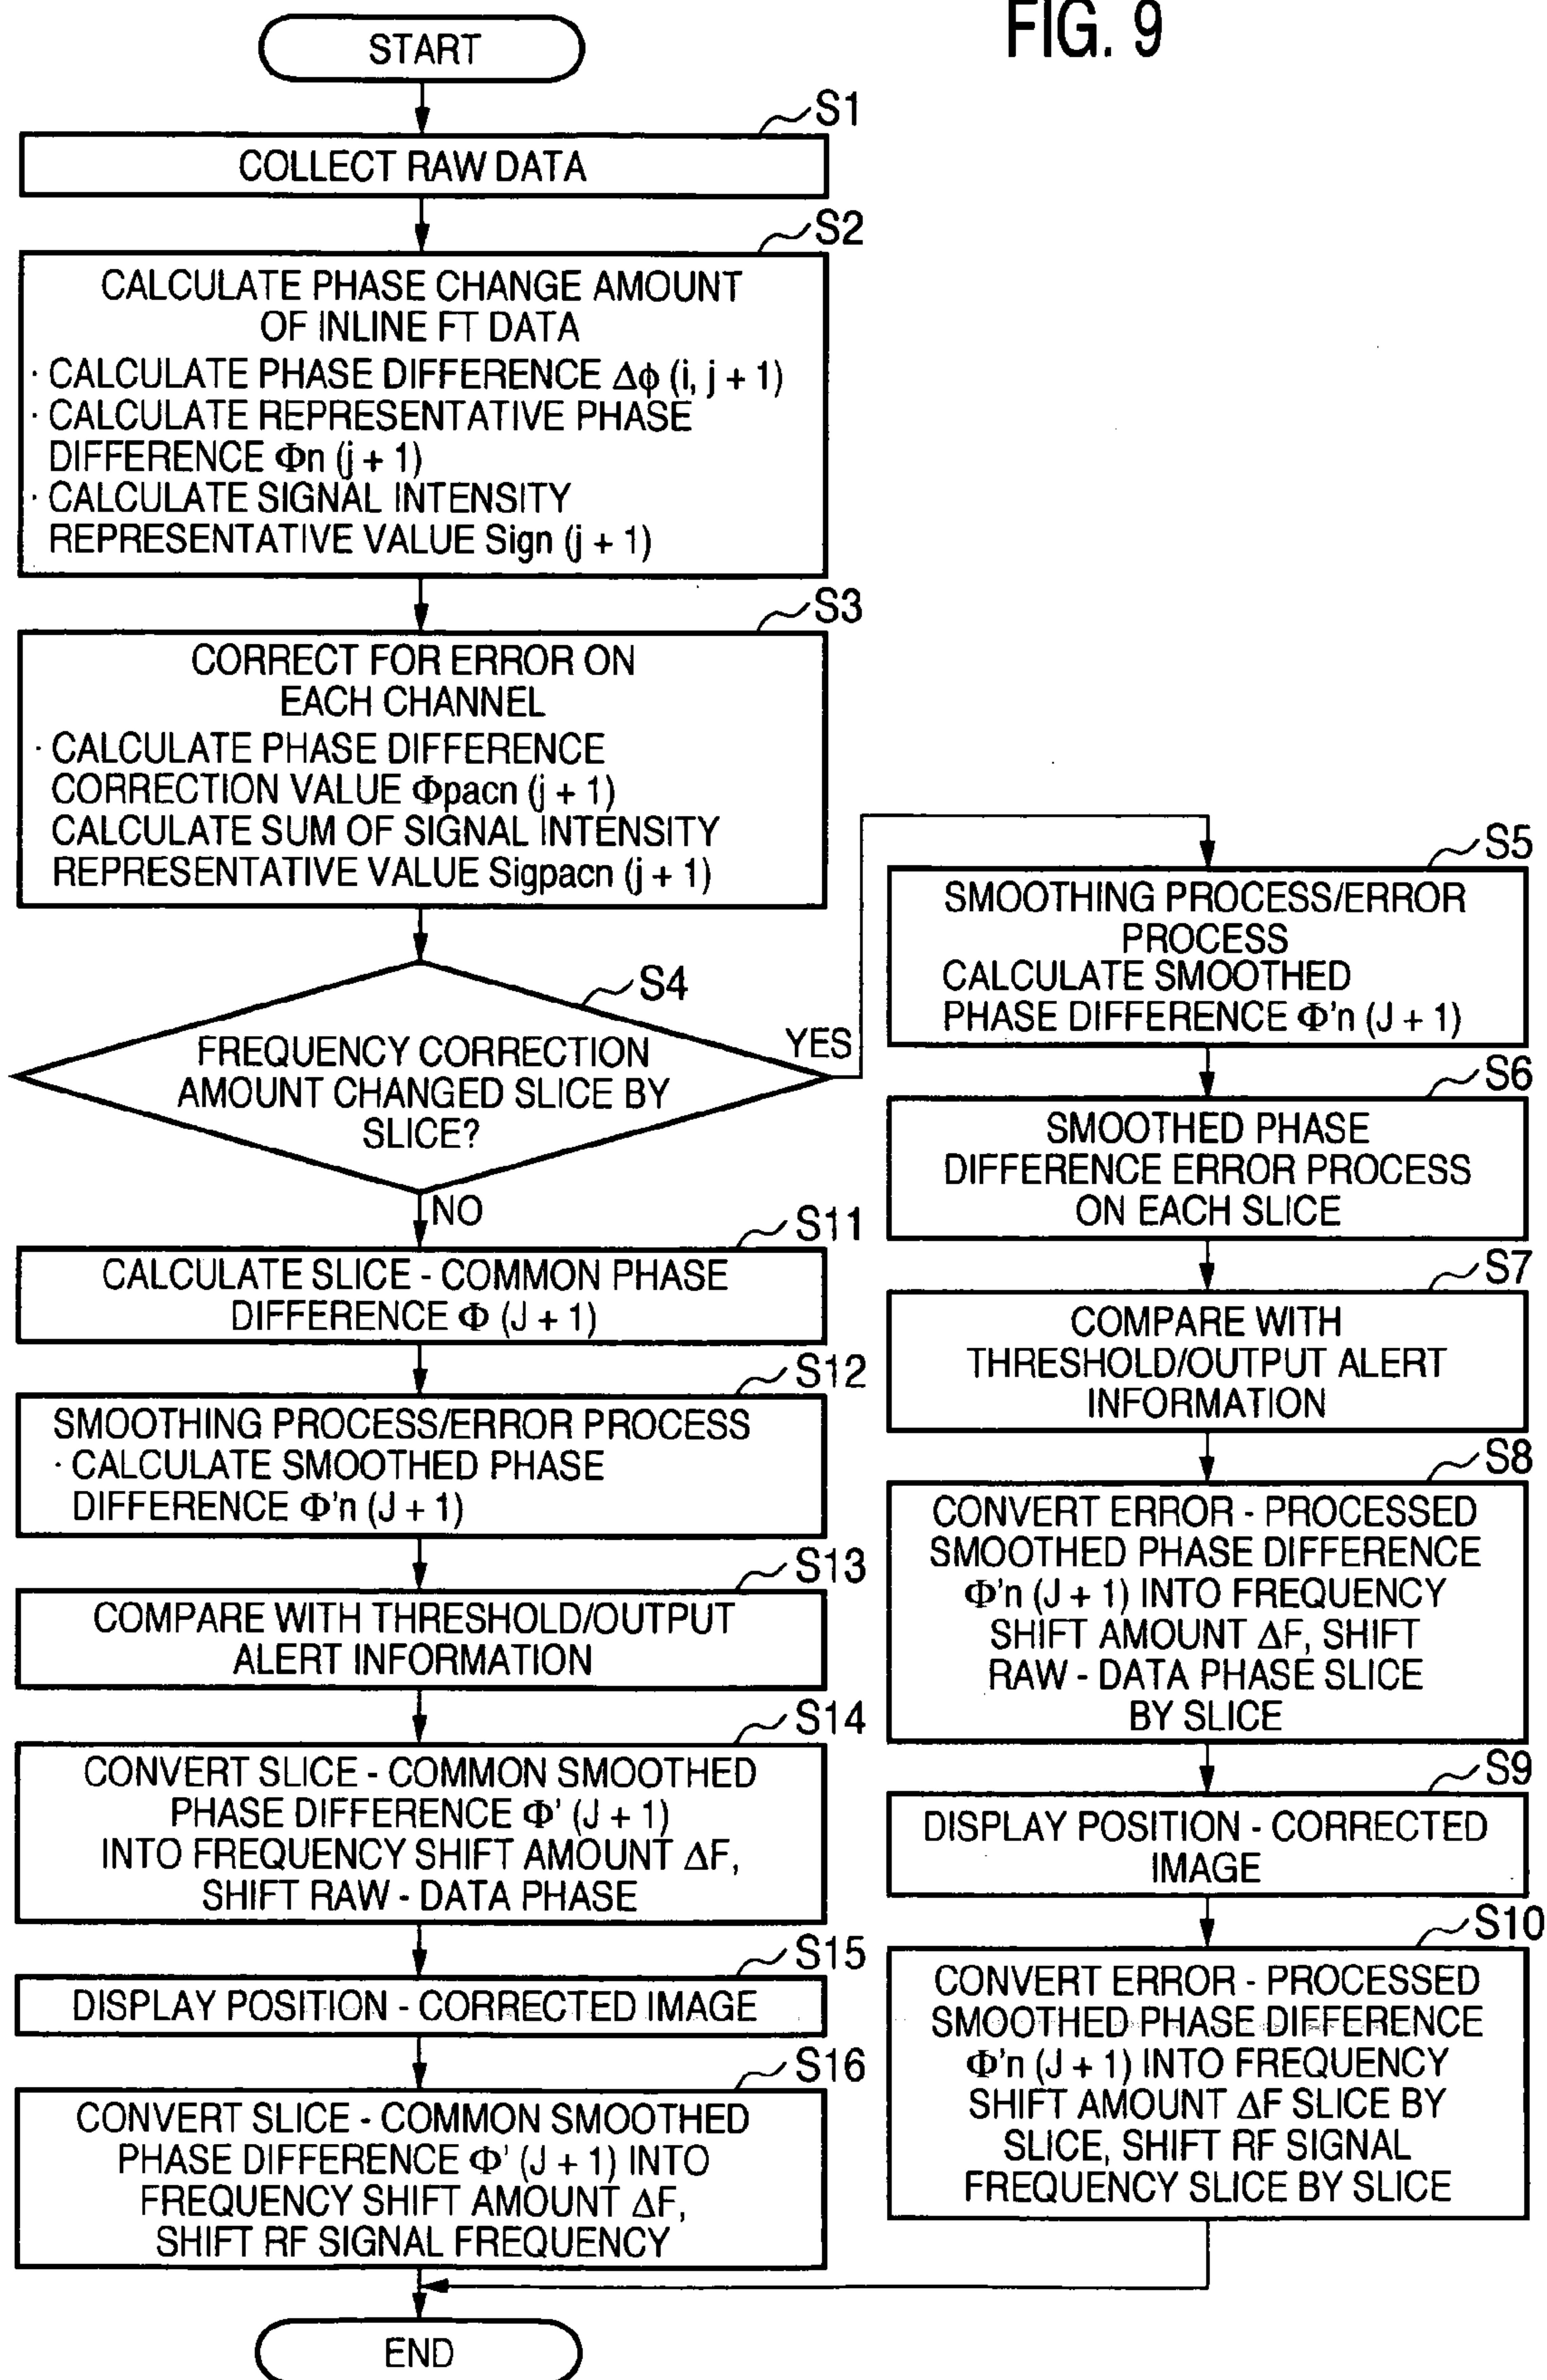 FIG. 9
START
S1
COLLECT RAW DATA
S2
CALCULATE PHASE CHANGE AMOUNT
OF INLINE FT DATA
· CALCULATE PHASE DIFFERENCE Δϕ (i, j + 1)
· CALCULATE REPRESENTATIVE PHASE
DIFFERENCE Φn (j + 1)
· CALCULATE SIGNAL INTENSITY
REPRESENTATIVE VALUE Sign (j + 1)
S3
CORRECT FOR ERROR ON
EACH CHANNEL
· CALCULATE PHASE DIFFERENCE
CORRECTION VALUE Φpacn (j + 1)
CALCULATE SUM OF SIGNAL INTENSITY
REPRESENTATIVE VALUE Sigpacn (j + 1)
S4
FREQUENCY CORRECTION
AMOUNT CHANGED SLICE BY
SLICE?
YES
NO
S5
SMOOTHING PROCESS/ERROR
PROCESS
CALCULATE SMOOTHED
PHASE DIFFERENCE Φ'n (J + 1)
S6
SMOOTHED PHASE
DIFFERENCE ERROR PROCESS
ON EACH SLICE
S7
COMPARE WITH
THRESHOLD/OUTPUT ALERT
INFORMATION
S8
CONVERT ERROR - PROCESSED
SMOOTHED PHASE DIFFERENCE
Φ'n (J + 1) INTO FREQUENCY
SHIFT AMOUNT ΔF, SHIFT
RAW - DATA PHASE SLICE
BY SLICE
S9
DISPLAY POSITION - CORRECTED
IMAGE
S10
CONVERT ERROR - PROCESSED
SMOOTHED PHASE DIFFERENCE
Φ'n (J + 1) INTO FREQUENCY
SHIFT AMOUNT ΔF SLICE BY
SLICE, SHIFT RF SIGNAL
FREQUENCY SLICE BY SLICE
S11
CALCULATE SLICE - COMMON PHASE
DIFFERENCE Φ (J + 1)
S12
SMOOTHING PROCESS/ERROR PROCESS
· CALCULATE SMOOTHED PHASE
DIFFERENCE Φ'n (J + 1)
S13
COMPARE WITH THRESHOLD/OUTPUT
ALERT INFORMATION
S14
CONVERT SLICE - COMMON SMOOTHED
PHASE DIFFERENCE Φ' (J + 1)
INTO FREQUENCY SHIFT AMOUNT ΔF,
SHIFT RAW - DATA PHASE
S15
DISPLAY POSITION - CORRECTED IMAGE
S16
CONVERT SLICE - COMMON SMOOTHED
PHASE DIFFERENCE Φ' (J + 1) INTO
FREQUENCY SHIFT AMOUNT ΔF,
SHIFT RF SIGNAL FREQUENCY
END